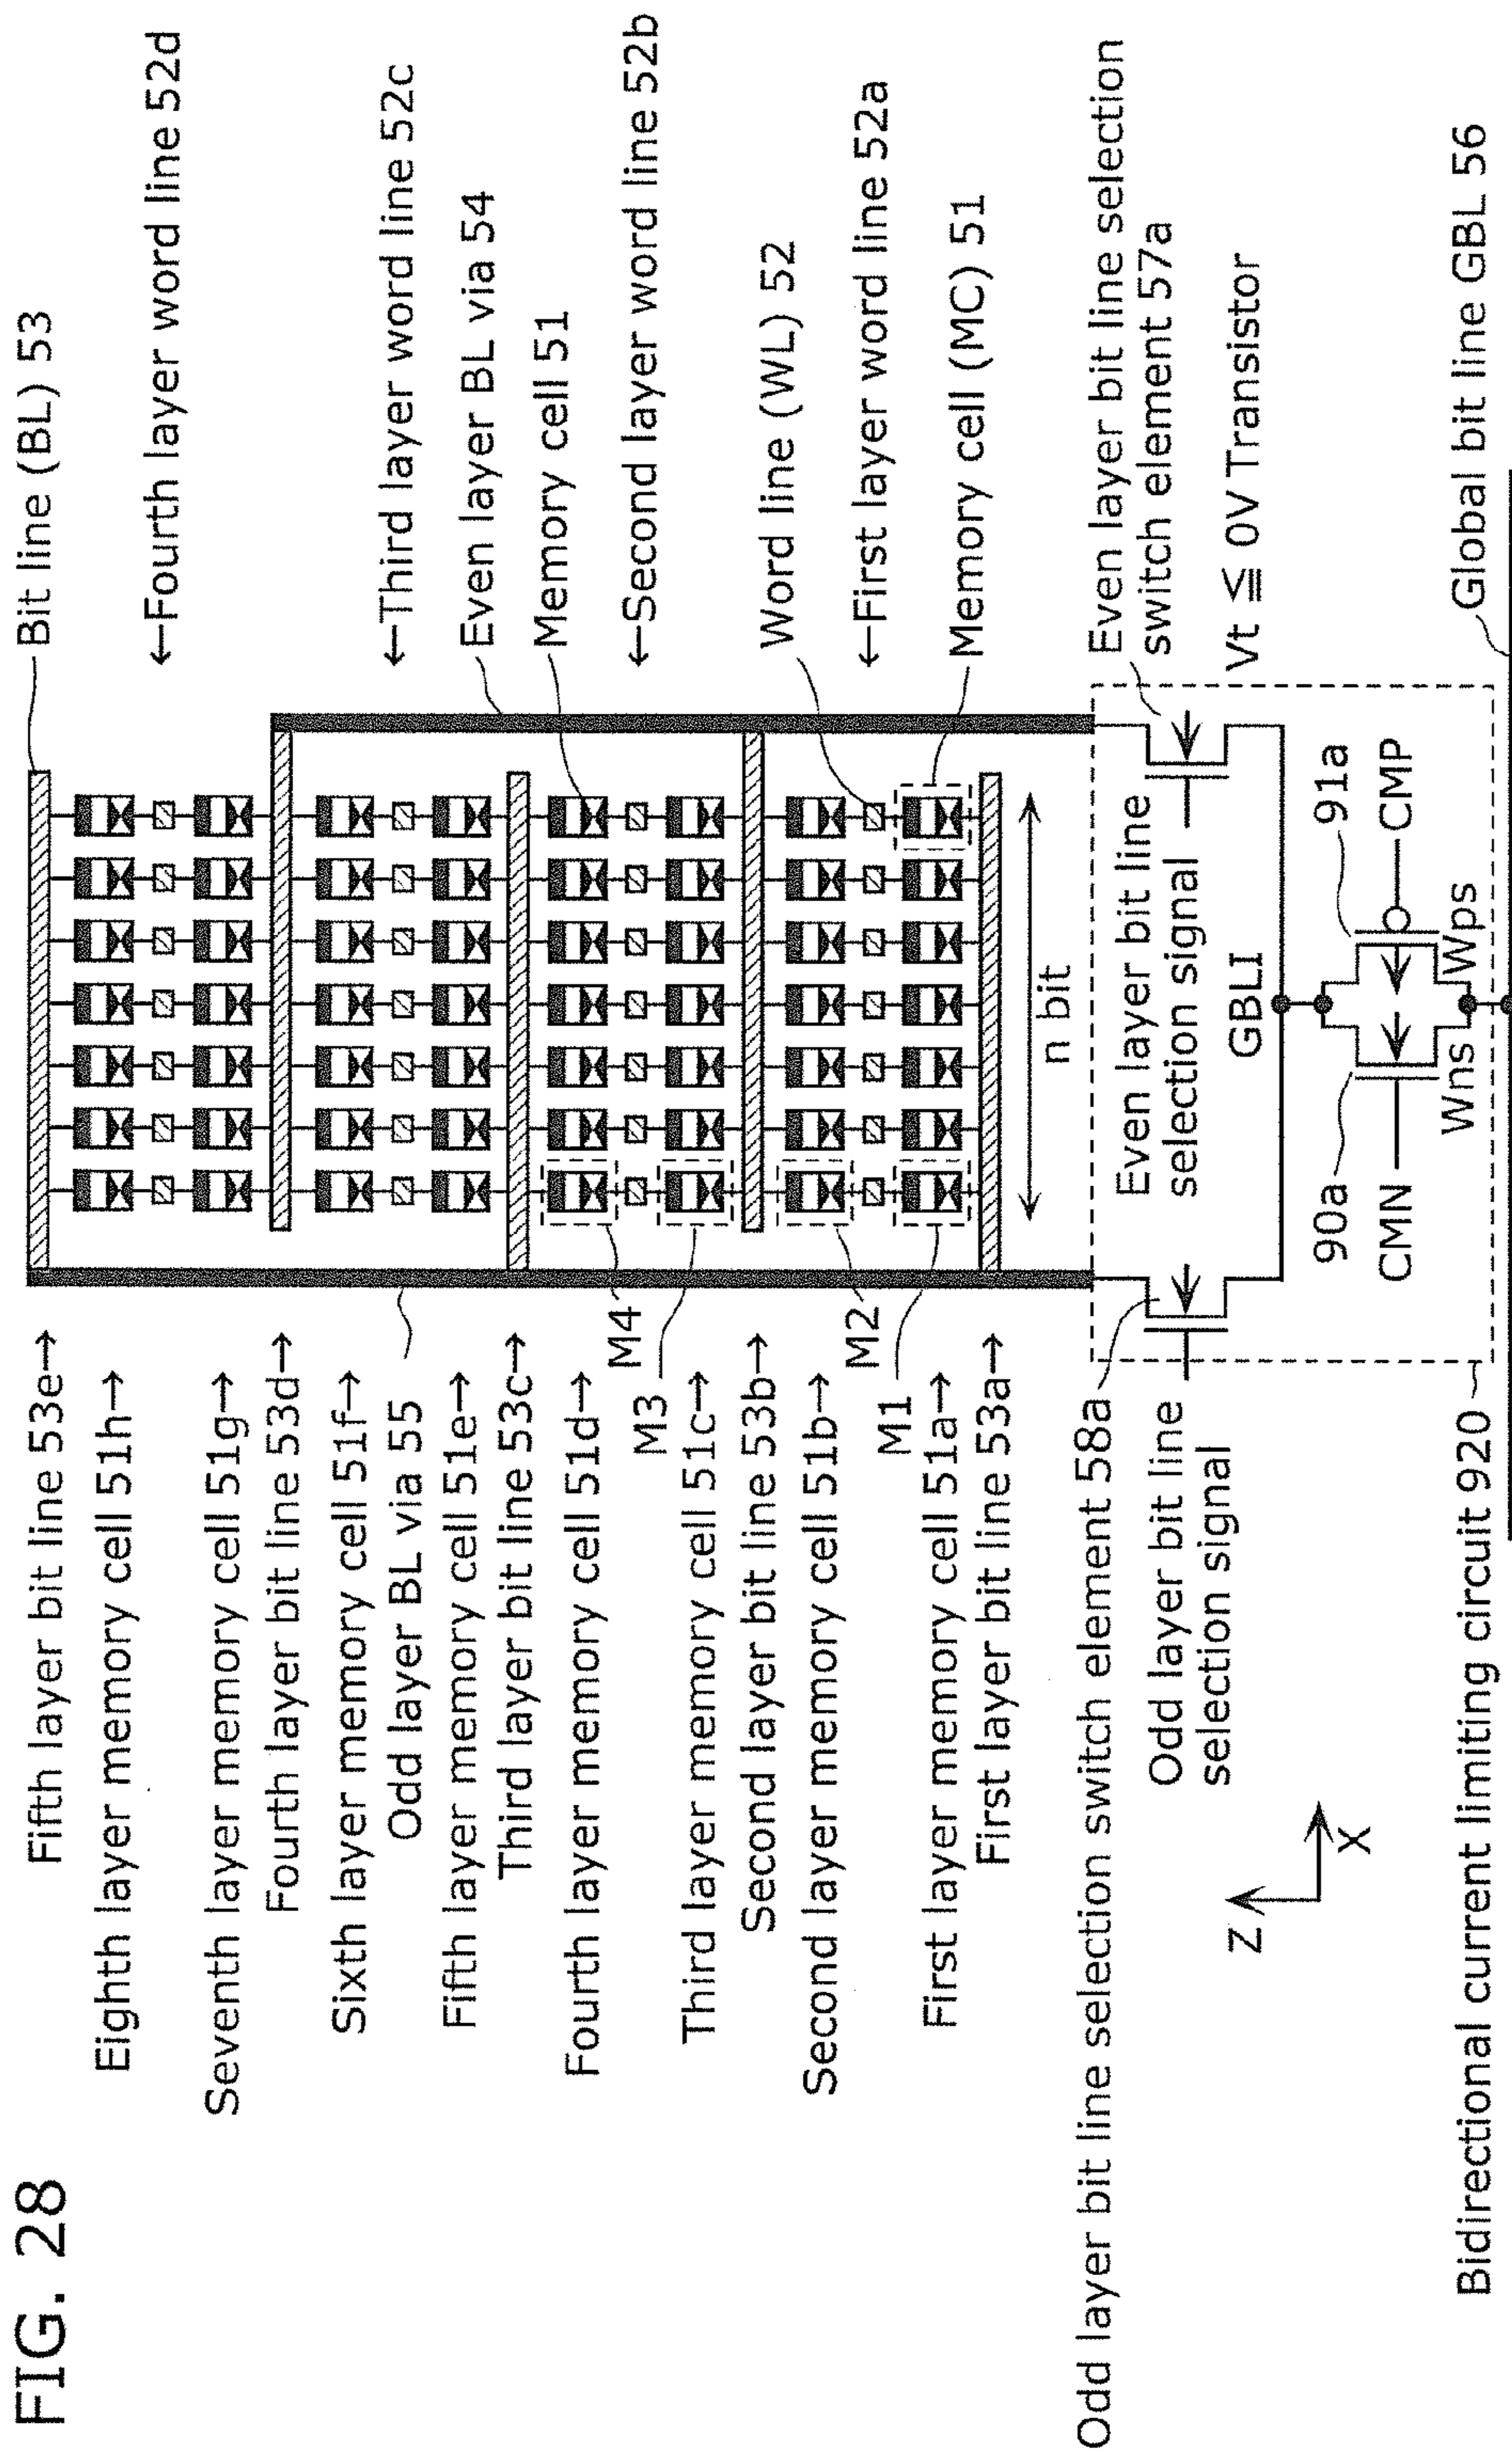 FIG. 28
Fifth layer bit line 53e→
Eighth layer memory cell 51h→
Seventh layer memory cell 51g→
Fourth layer bit line 53d→
Sixth layer memory cell 51f→
Odd layer BL via 55
Fifth layer memory cell 51e→
Third layer bit line 53c→
Fourth layer memory cell 51d→
M4
M3
Third layer memory cell 51c→
Second layer bit line 53b→
Second layer memory cell 51b→
M2
M1
First layer memory cell 51a→
First layer bit line 53a→
Odd layer bit line selection switch element 58a
Odd layer bit line
selection signal
Z
X
Bidirectional current limiting circuit 920
Bit line (BL) 53
←Fourth layer word line 52d
←Third layer word line 52c
Even layer BL via 54
Memory cell 51
←Second layer word line 52b
Word line (WL) 52
←First layer word line 52a
Memory cell (MC) 51
n bit
Even layer bit line selection
switch element 57a
Vt ≦ 0V Transistor
Even layer bit line
selection signal
GBLI
90a
91a
CMN
CMP
Wns
Wps
Global bit line GBL 56